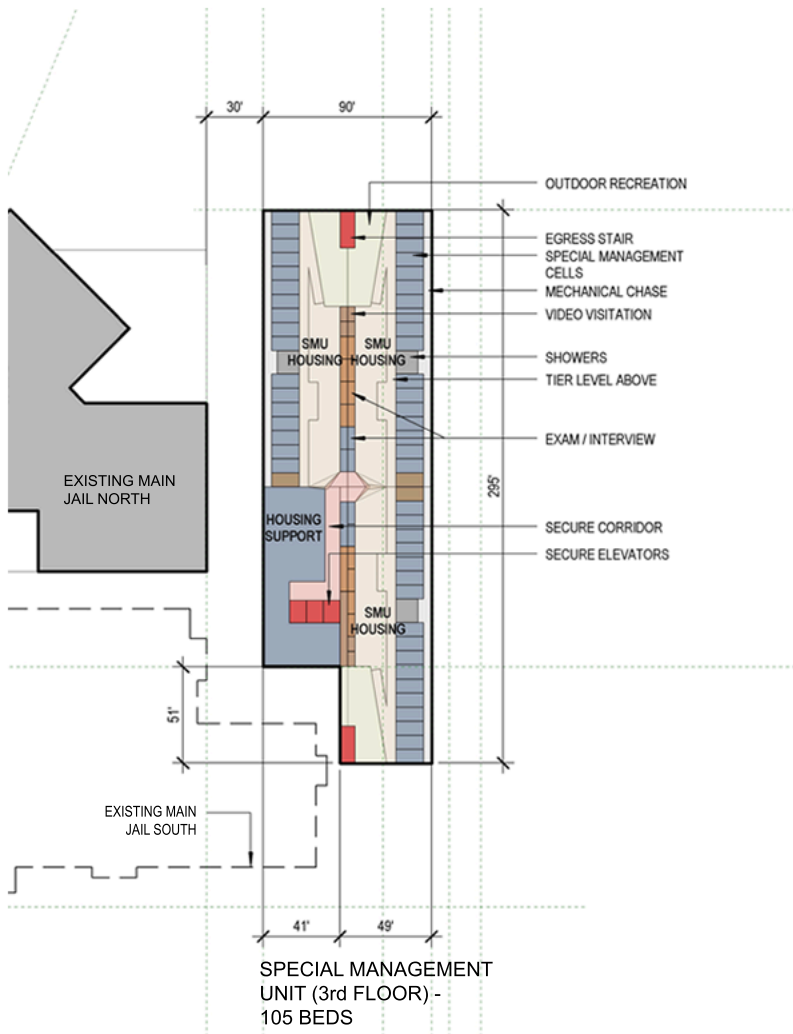 30'
90'
OUTDOOR RECREATION
EGRESS STAIR
SPECIAL MANAGEMENT
CELLS
MECHANICAL CHASE
VIDEO VISITATION
SMU
HOUSING
SMU
HOUSING
SHOWERS
TIER LEVEL ABOVE
EXAM / INTERVIEW
EXISTING MAIN
JAIL NORTH
295'
HOUSING
SUPPORT
SECURE CORRIDOR
SECURE ELEVATORS
SMU
HOUSING
51'
EXISTING MAIN
JAIL SOUTH
41'
49'
SPECIAL MANAGEMENT
UNIT (3rd FLOOR) -
105 BEDS